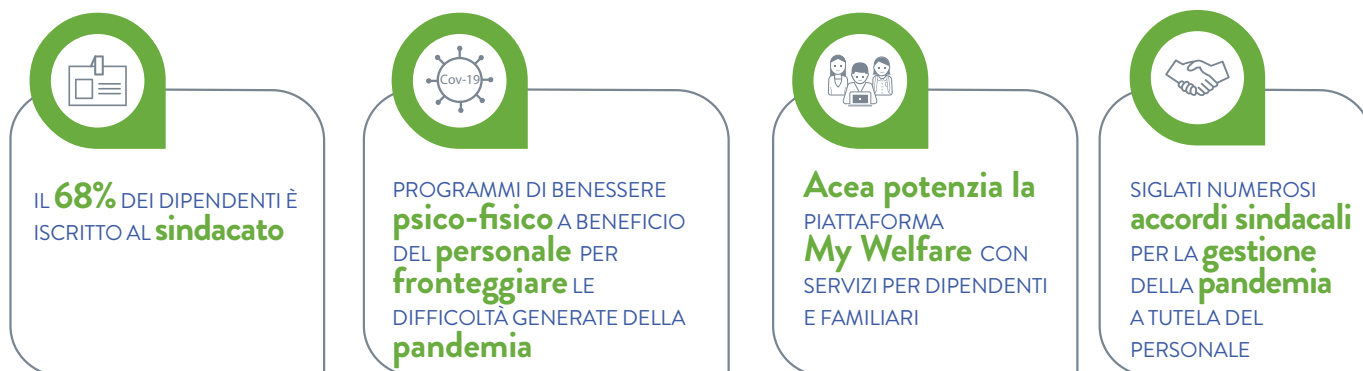 IL 68% DEI DIPENDENTI È
ISCRITTO AL sindacato
Cov-19
PROGRAMMI DI BENESSERE
psico-fisico A BENEFICIO
DEL personale PER
fronteggiare LE
DIFFICOLTÀ GENERATE DELLA
pandemia
Acea potenzia la
PIATTAFORMA
My Welfare CON
SERVIZI PER DIPENDENTI
E FAMILIARI
SIGLATI NUMEROSI
accordi sindacali
PER LA gestione
DELLA pandemia
A TUTELA DEL
PERSONALE